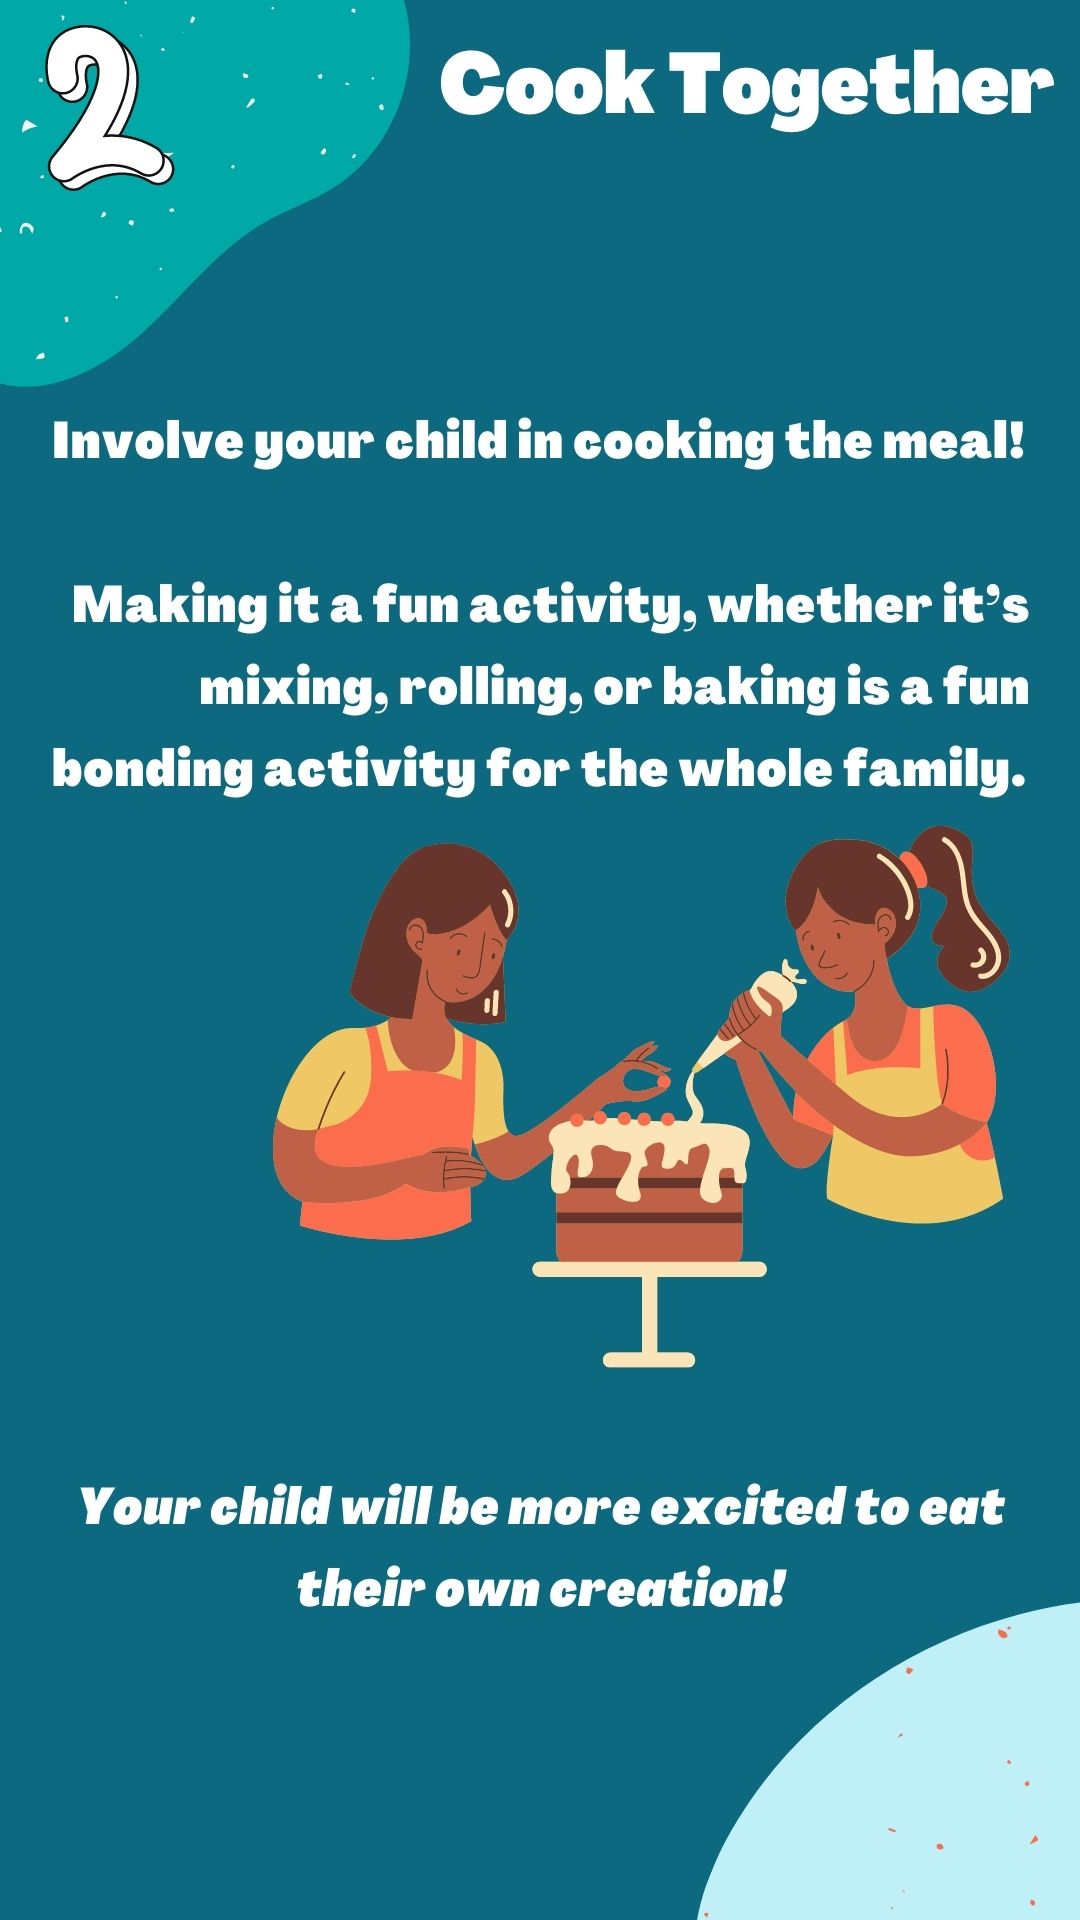 2
Cook Together
Involve your child in cooking the meal!
Making it a fun activity, whether it's
mixing, rolling, or baking is a fun
bonding activity for the whole family.
Your child will be more excited to eat
their own creation!